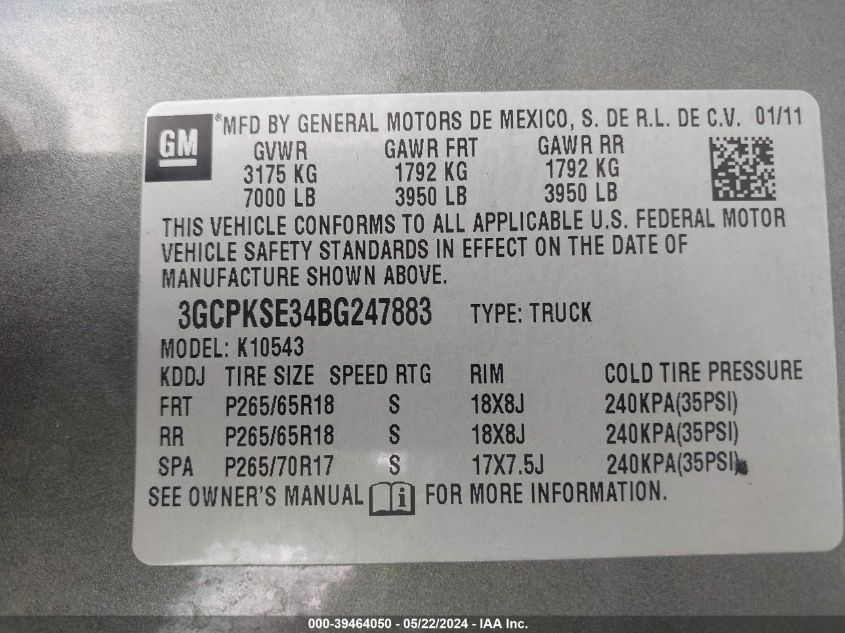 GM
*MFD BY GENERAL MOTORS DE MEXICO, S. DE R.L. DE C.V. 01/11
GVWR GAWR FRT GAWR RR
3175 KG 1792 KG 1792 KG
7000 LB 3950 LB 3950 LB
THIS VEHICLE CONFORMS TO ALL APPLICABLE U.S. FEDERAL MOTOR
VEHICLE SAFETY STANDARDS IN EFFECT ON THE DATE OF
MANUFACTURE SHOWN ABOVE.
3GCPKSE34BG247883 TYPE: TRUCK
MODEL: K10543
KDDJ TIRE SIZE SPEED RTG RIM COLD TIRE PRESSURE
FRT P265/65R18 S 18X8J 240KPA(35PSI)
RR P265/65R18 S 18X8J 240KPA(35PSI)
SPA P265/70R17 S 17X7.5J 240KPA(35PSI)
SEE OWNER'S MANUAL i FOR MORE INFORMATION.
000-39464050 - 05/22/2024 - IAA Inc.